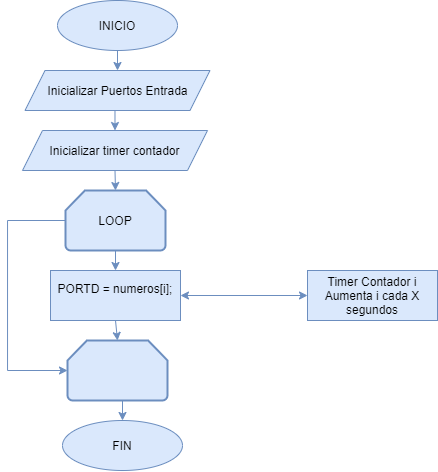 INICIO
Inicializar Puertos Entrada
Inicializar timer contador
LOOP
PORTD = numeros[i];
Timer Contador i
Aumenta i cada X
segundos
FIN